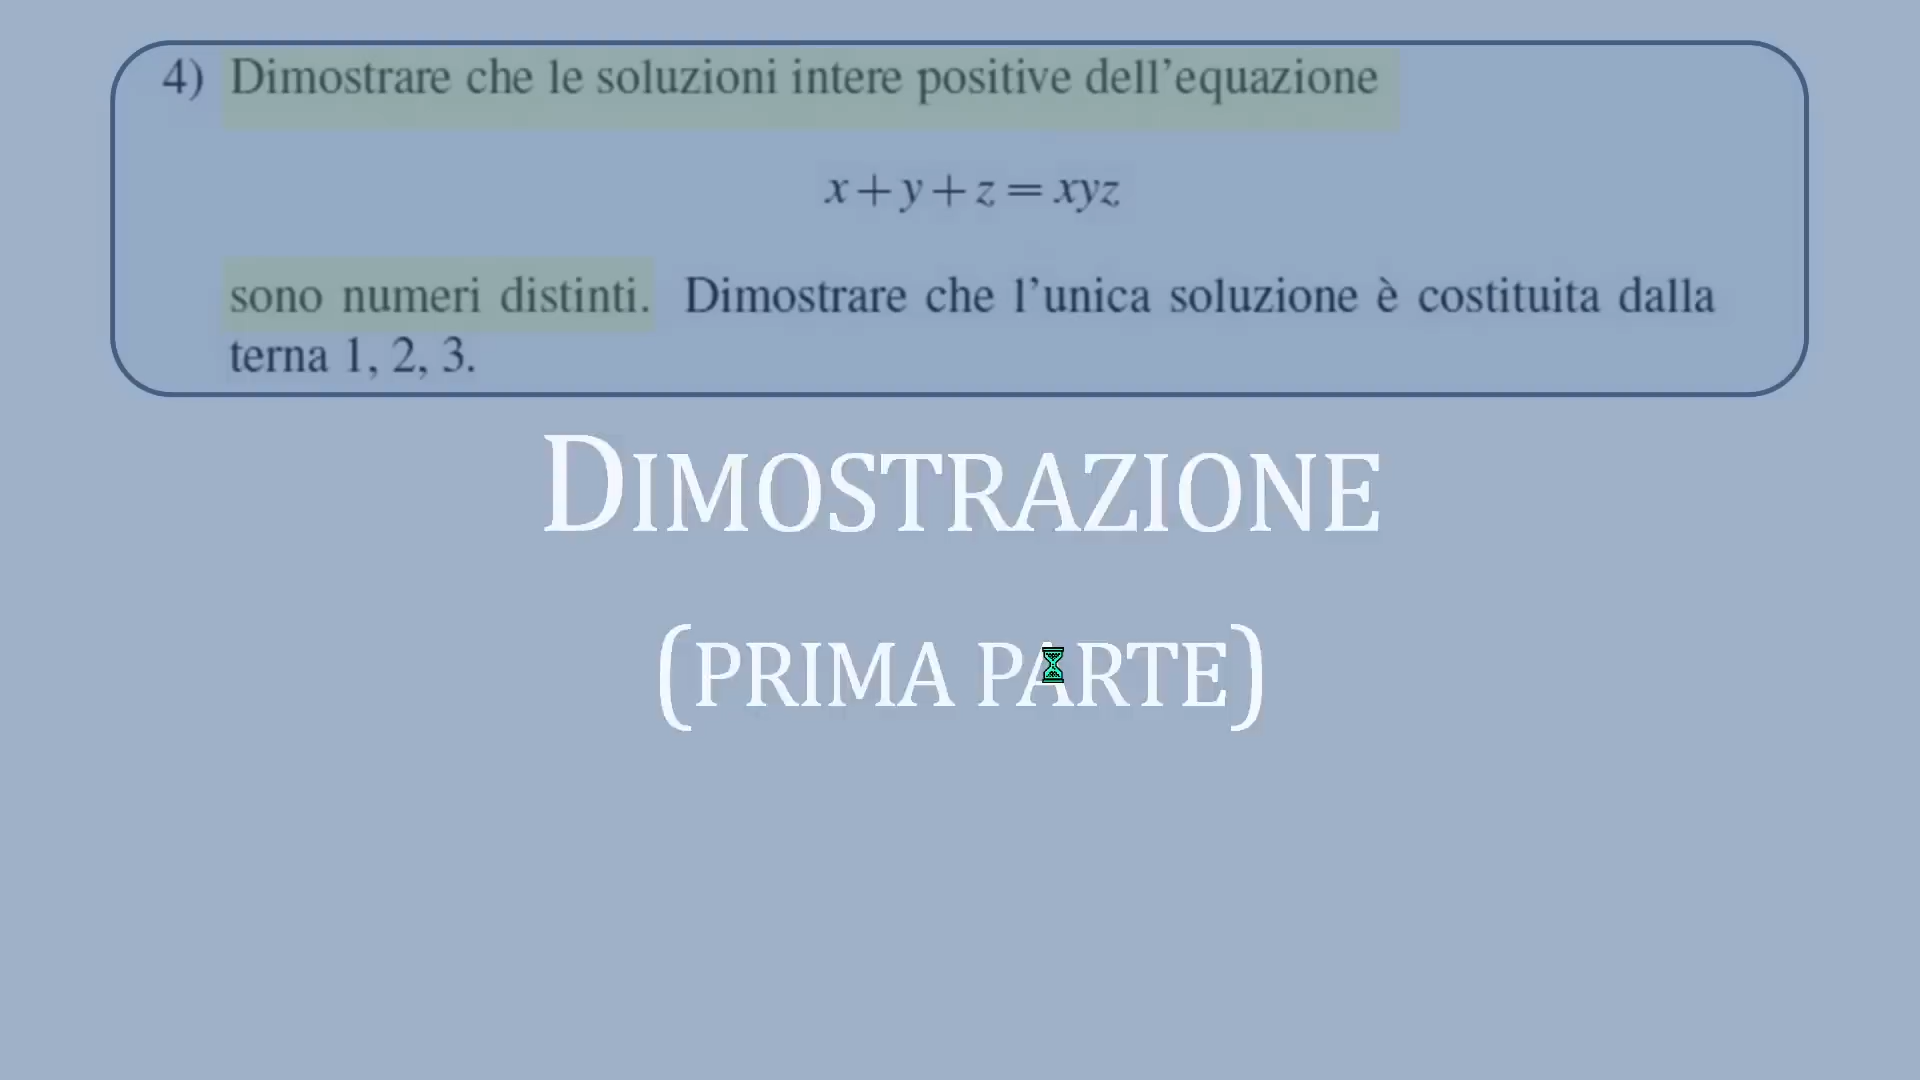 4) Dimostrare che le soluzioni intere positive dell'equazione
x+y+z=xyz
sono numeri distinti. Dimostrare che l'unica soluzione è costituita dalla
terna 1, 2, 3.
DIMOSTRAZIONE
(PRIMA PARTE)